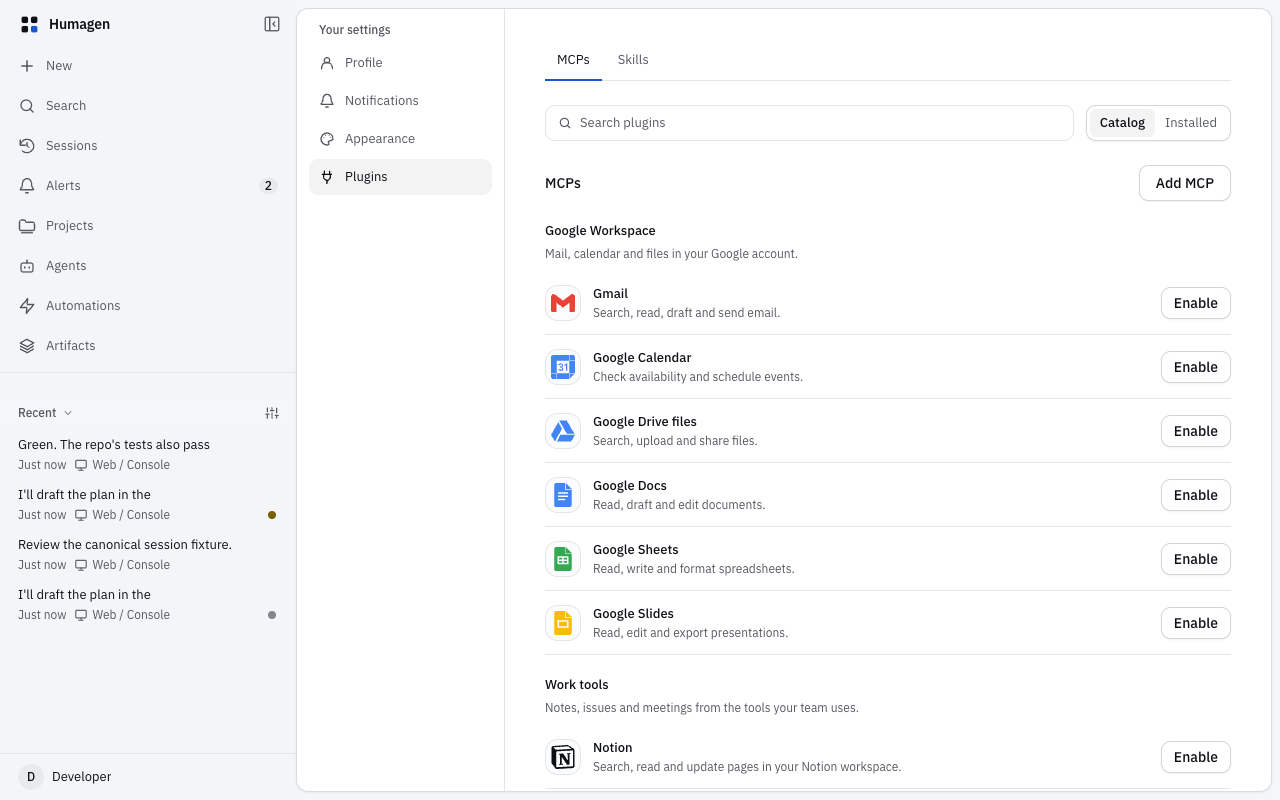 Humagen
New
Search
Sessions
Alerts
2
Projects
Agents
Automations
Artifacts
Recent
Green. The repo's tests also pass
Just now Web / Console
I'll draft the plan in the
Just now Web / Console
Review the canonical session fixture.
Just now Web / Console
I'll draft the plan in the
Just now Web / Console
D Developer
Your settings
Profile
Notifications
Appearance
Plugins
MCPs Skills
Search plugins
Catalog Installed
MCPs
Add MCP
Google Workspace
Mail, calendar and files in your Google account.
Gmail
Search, read, draft and send email.
Enable
31
Google Calendar
Check availability and schedule events.
Enable
Google Drive files
Search, upload and share files.
Enable
Google Docs
Read, draft and edit documents.
Enable
Google Sheets
Read, write and format spreadsheets.
Enable
Google Slides
Read, edit and export presentations.
Enable
Work tools
Notes, issues and meetings from the tools your team uses.
Notion
Search, read and update pages in your Notion workspace.
Enable